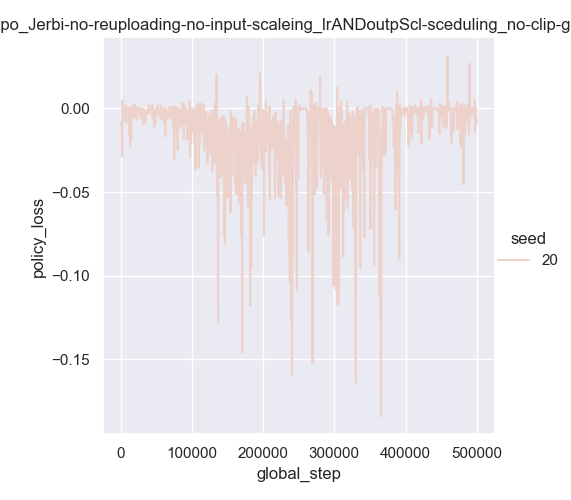 po_Jerbi-no-reuploading-no-input-scaleing_lrANDoutpScl-sceduling_no-clip-g
0.00
−0.05
−0.10
−0.15
policy_loss
seed
20
0
100000
200000
300000
400000
500000
global_step